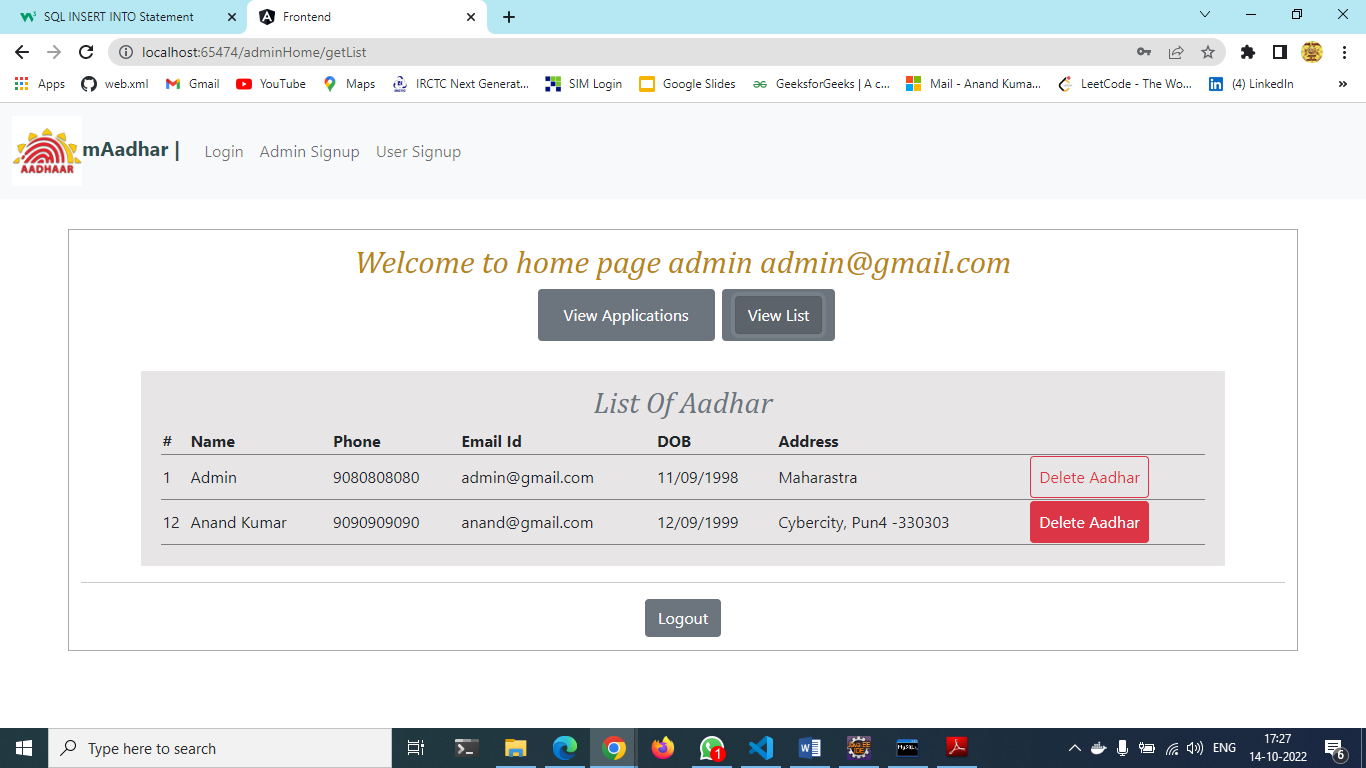 SQL INSERT INTO Statement
Frontend
localhost:65474/adminHome/getList
Apps web.xml Gmail YouTube Maps IRCTC Next Generat... SIM Login Google Slides GeeksforGeeks | A c... Mail - Anand Kuma... LeetCode - The Wo... (4) LinkedIn »
AADHAAR
mAadhar | Login Admin Signup User Signup
Welcome to home page admin admin@gmail.com
View Applications View List
List Of Aadhar
# Name Phone Email Id DOB Address
1 Admin 9080808080 admin@gmail.com 11/09/1998 Maharastra Delete Aadhar
12 Anand Kumar 9090909090 anand@gmail.com 12/09/1999 Cybercity, Pun4 -330303 Delete Aadhar
Logout
Type here to search
1
MySQL
ENG
17:27
14-10-2022
6